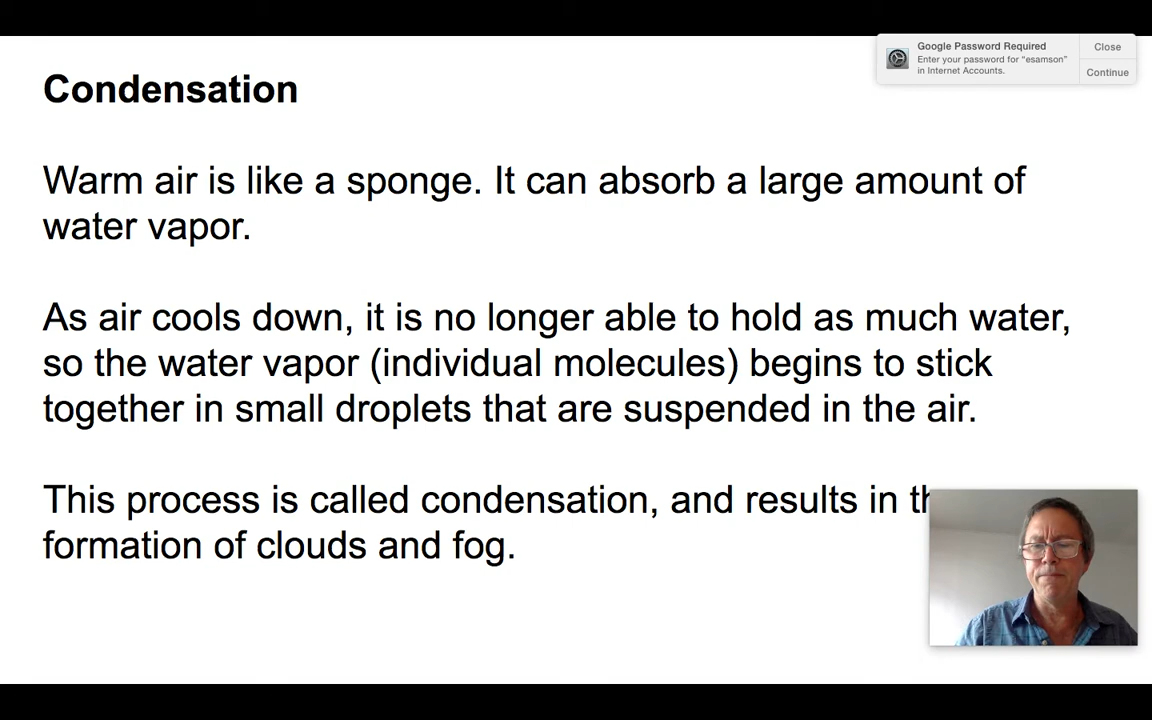 Google Password Required
Close
Enter your password for "esamson"
in Internet Accounts.
Continue
Condensation
Warm air is like a sponge. It can absorb a large amount of
water vapor.
As air cools down, it is no longer able to hold as much water,
so the water vapor (individual molecules) begins to stick
together in small droplets that are suspended in the air.
This process is called condensation, and results in
formation of clouds and fog.